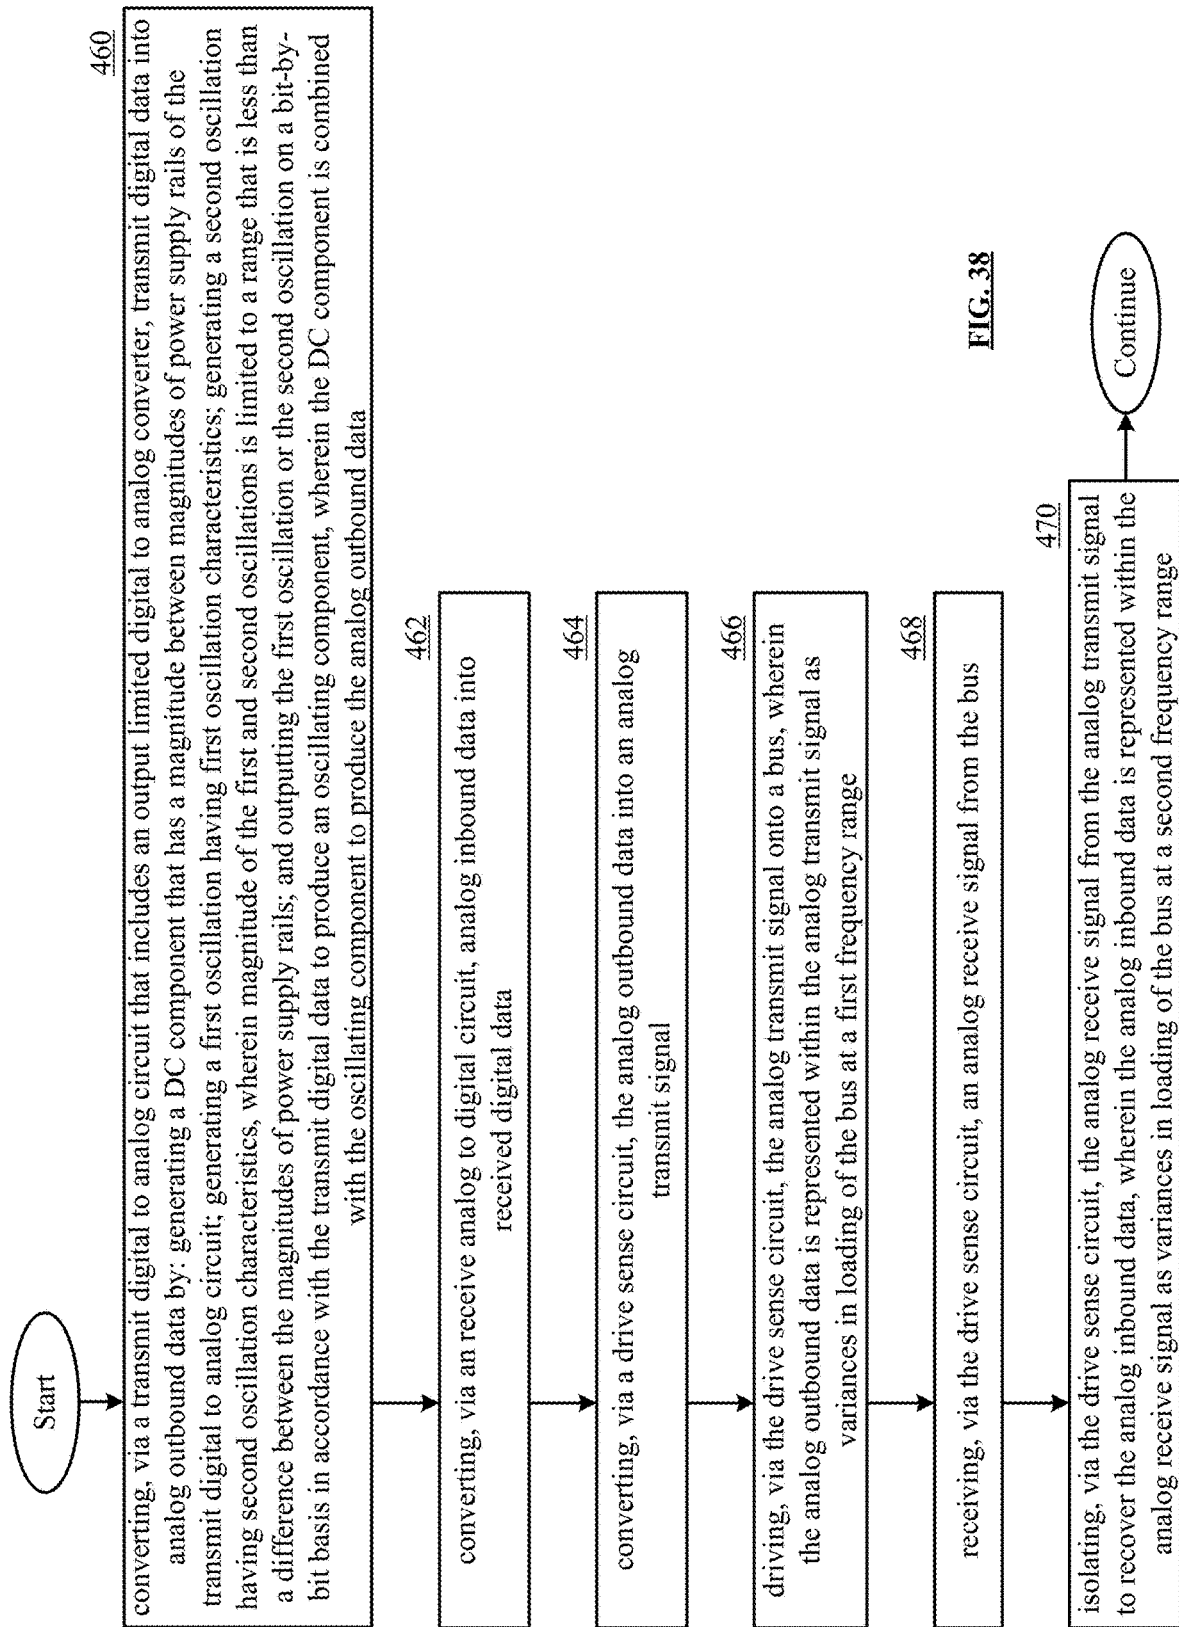 Start
460
converting, via a transmit digital to analog circuit that includes an output limited digital to analog converter, transmit digital data into
analog outbound data by: generating a DC component that has a magnitude between magnitudes of power supply rails of the
transmit digital to analog circuit; generating a first oscillation having first oscillation characteristics; generating a second oscillation
having second oscillation characteristics, wherein magnitude of the first and second oscillations is limited to a range that is less than
a difference between the magnitudes of power supply rails; and outputing the first oscillation or the second oscillation on a bit-by-
bit basis in accordance with the transmit digital data to produce an oscillating component, wherein the DC component is combined
with the oscillating component to produce the analog outbound data
462
converting, via an receive analog to digital circuit, analog inbound data into
received digital data
464
converting, via a drive sense circuit, the analog outbound data into an analog
transmit signal
466
driving, via the drive sense circuit, the analog transmit signal onto a bus, wherein
the analog outbound data is represented within the analog transmit signal as
variances in loading of the bus at a first frequency range
468
receiving, via the drive sense circuit, an analog receive signal from the bus
470
isolating, via the drive sense circuit, the analog receive signal from the analog transmit signal
to recover the analog inbound data, wherein the analog inbound data is represented within the
analog receive signal as variances in loading of the bus at a second frequency range
Continue
FIG. 38